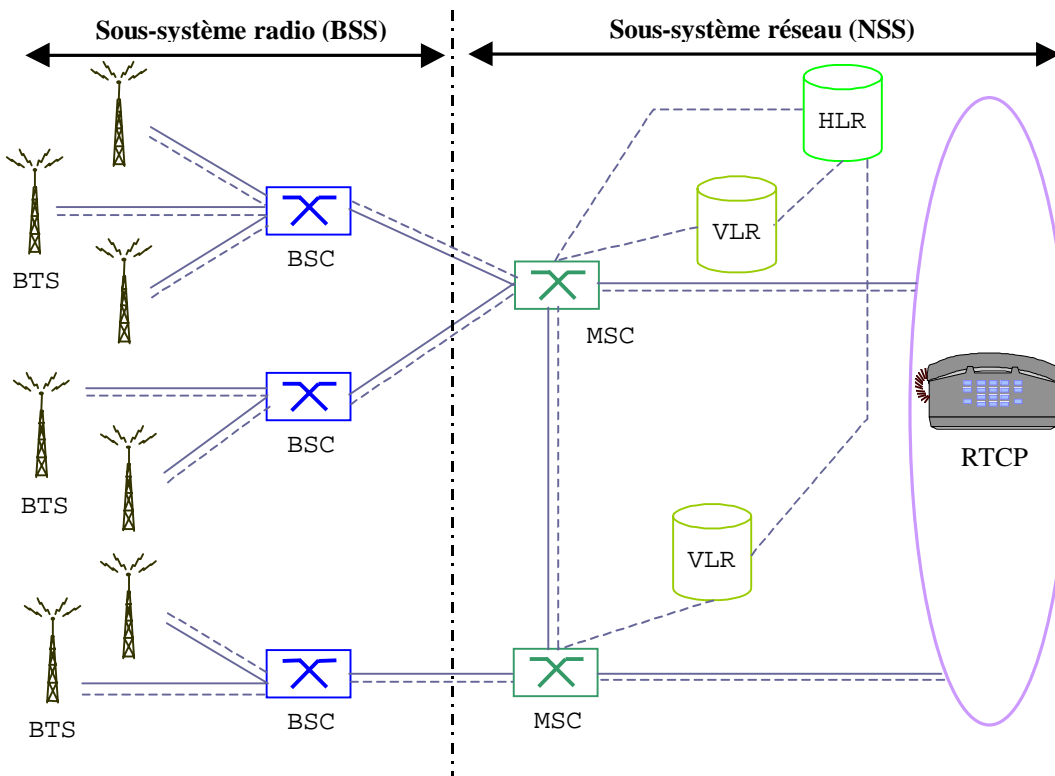 Sous-système radio (BSS)
Sous-système réseau (NSS)
HLR
VLR
BSC
BTS
MSC
BSC
RTCP
BTS
VLR
BSC
MSC
BTS